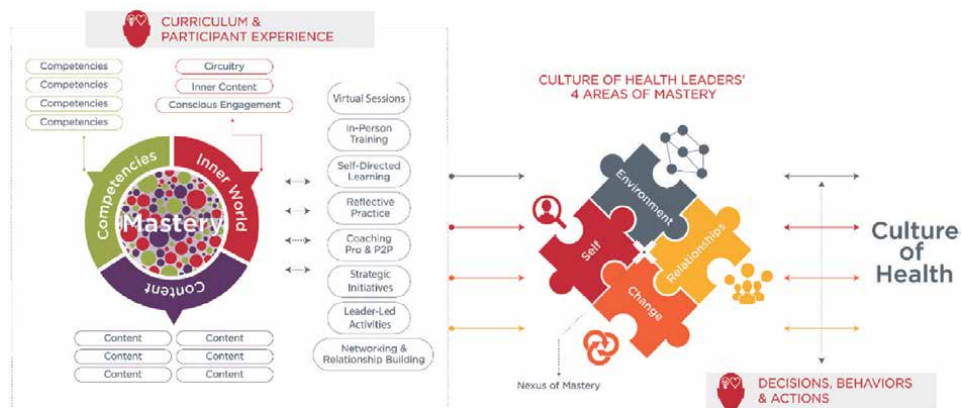 CURRICULUM &
PARTICIPANT EXPERIENCE
Competencies
Competencies
Competencies
Competencies
Circuitry
Inner Content
Conscious Engagement
Competencies
Inner World
Content
Mastery
Content
Content
Content
Content
Content
Content
Virtual Sessions
In-Person
Training
Self-Directed
Learning
Reflective
Practice
Coaching
Pro & P2P
Strategic
Initiatives
Leader-Led
Activities
Networking &
Relationship Building
CULTURE OF HEALTH LEADERS'
4 AREAS OF MASTERY
Environment
Self
Relationships
Change
Nexus of Mastery
Culture
of
Health
DECISIONS, BEHAVIORS
& ACTIONS